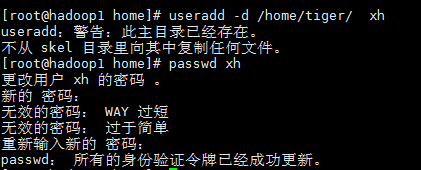 [root@hadoop1 home]# useradd -d /home/tiger/  xh
useradd：警告：此主目录已经存在。
不从 skel 目录里向其中复制任何文件。
[root@hadoop1 home]# passwd xh
更改用户 xh 的密码 。
新的 密码：
无效的密码： WAY 过短
无效的密码： 过于简单
重新输入新的 密码：
passwd： 所有的身份验证令牌已经成功更新。